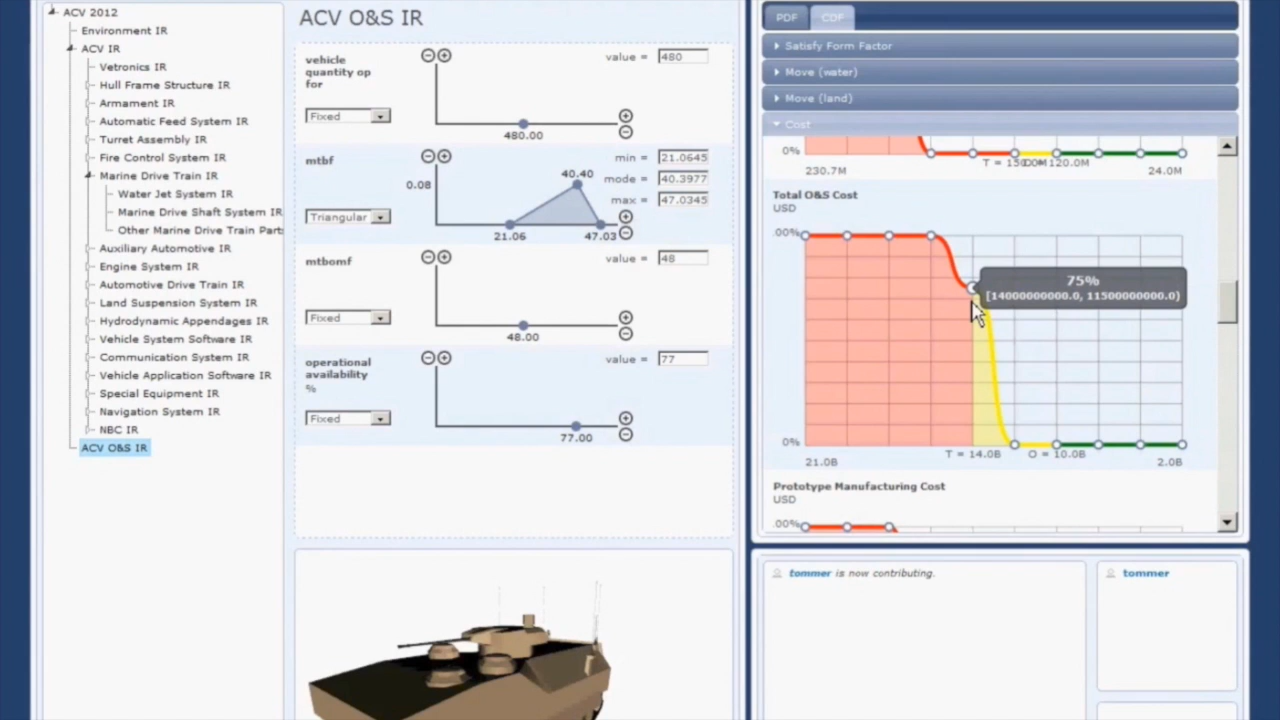 ACV 2012
Environment IR
ACV IR
Vetronics IR
Hull Frame Structure IR
Armament IR
Automatic Feed System IR
Turret Assembly IR
Fire Control System IR
Marine Drive Train IR
Water Jet System IR
Marine Drive Shaft System IR
Other Marine Drive Train Part
Auxiliary Automotive IR
Engine System IR
Automotive Drive Train IR
Land Suspension System IR
Hydrodynamic Appendages IR
Vehicle System Software IR
Communication System IR
Vehicle Application Software IR
Special Equipment IR
Navigation System IR
NBC IR
ACV O&S IR
ACV O&S IR
vehicle
quantity op
for
Fixed
value = 480
480.00
mtbf
Triangular
0.08
40.40
21.06 47.03
min = 21.0645
mode = 40.3977
max = 47.0345
mtbomf
Fixed
value = 48
48.00
operational
availability
%
Fixed
value = 77
77.00
PDF CDF
Satisfy Form Factor
Move (water)
Move (land)
Cost
0%
230.7M 120.0M 24.0M
Total O&S Cost
USD
.00%
75%
[14000000000.0, 11500000000.0)
0%
21.0B T = 14.0B O = 10.0B 2.0B
Prototype Manufacturing Cost
USD
.00%
tommer is now contributing.
tommer